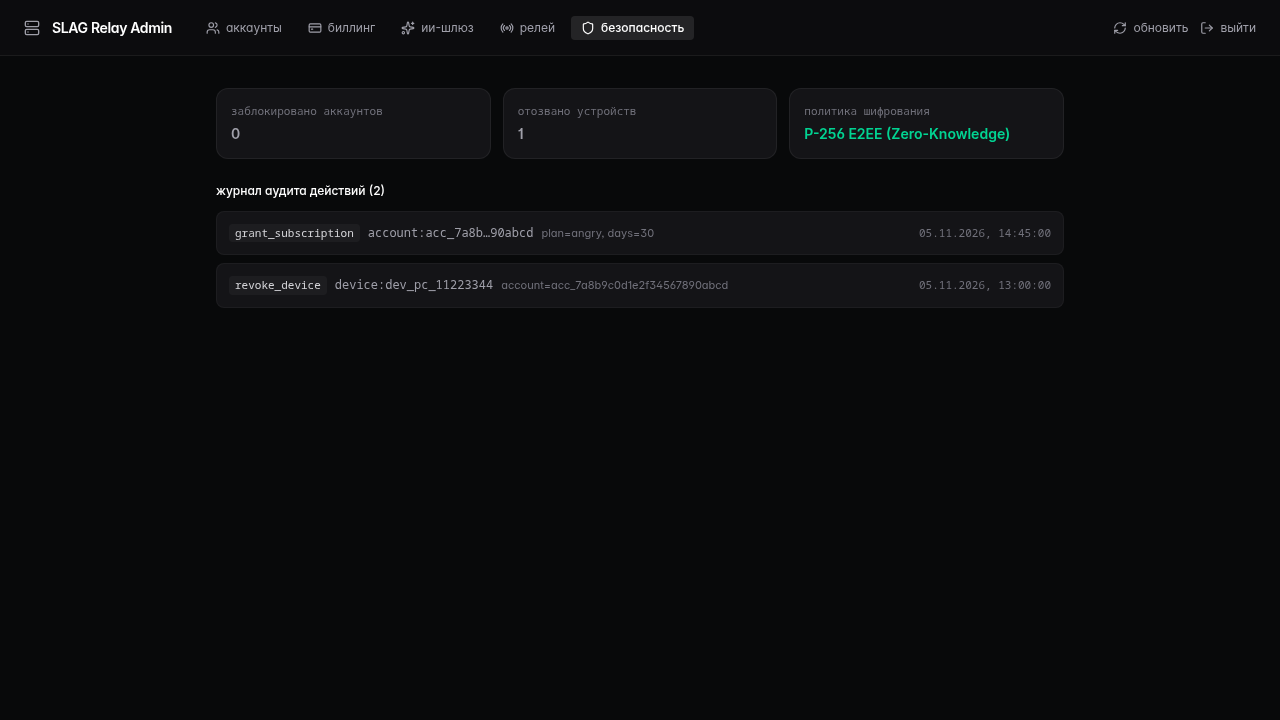 SLAG Relay Admin
аккаунты
биллинг
ии-шлюз
релей
безопасность
обновить
выйти
заблокировано аккаунтов
0
отозвано устройств
1
политика шифрования
P-256 E2EE (Zero-Knowledge)
журнал аудита действий (2)
grant_subscription account:acc_7a8b…90abcd plan=angry, days=30 05.11.2026, 14:45:00
revoke_device device:dev_pc_11223344 account=acc_7a8b9c0d1e2f34567890abcd 05.11.2026, 13:00:00